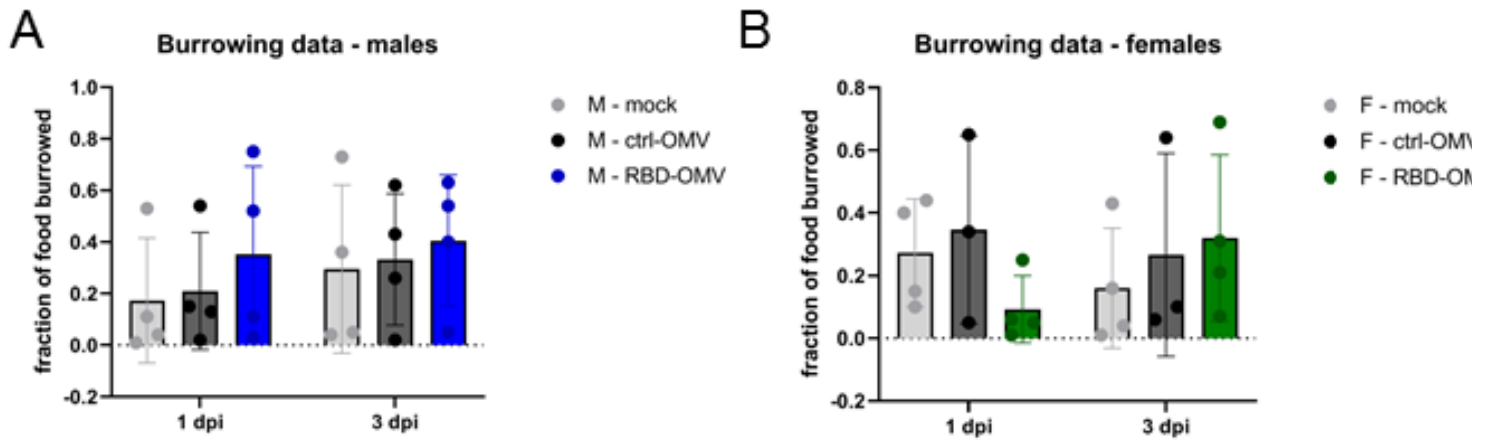 A
Burrowing data - males
fraction of food burrowed
1.0
0.8
0.6
0.4
0.2
0.0
-0.2
1 dpi
3 dpi
M - mock
M - ctrl-OMV
M - RBD-OMV
B
Burrowing data - females
fraction of food burrowed
0.8
0.6
0.4
0.2
0.0
-0.2
1 dpi
3 dpi
F - mock
F - ctrl-OM
F - RBD-O